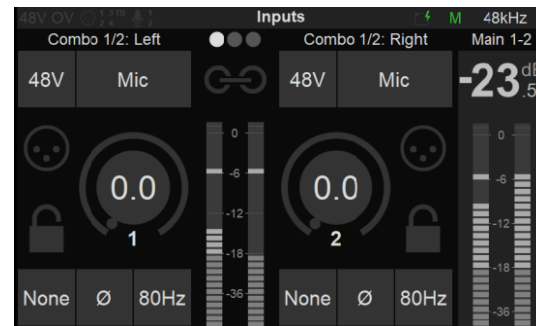 48V OV
Inputs
M
48kHz
Combo 1/2: Left
Combo 1/2: Right
Main 1-2
48V
Mic
48V
Mic
-23
dB
.5
0
-6
-12
-18
-36
0
-6
-12
-18
-36
0.0
1
0.0
2
None
Ø
80Hz
None
Ø
80Hz